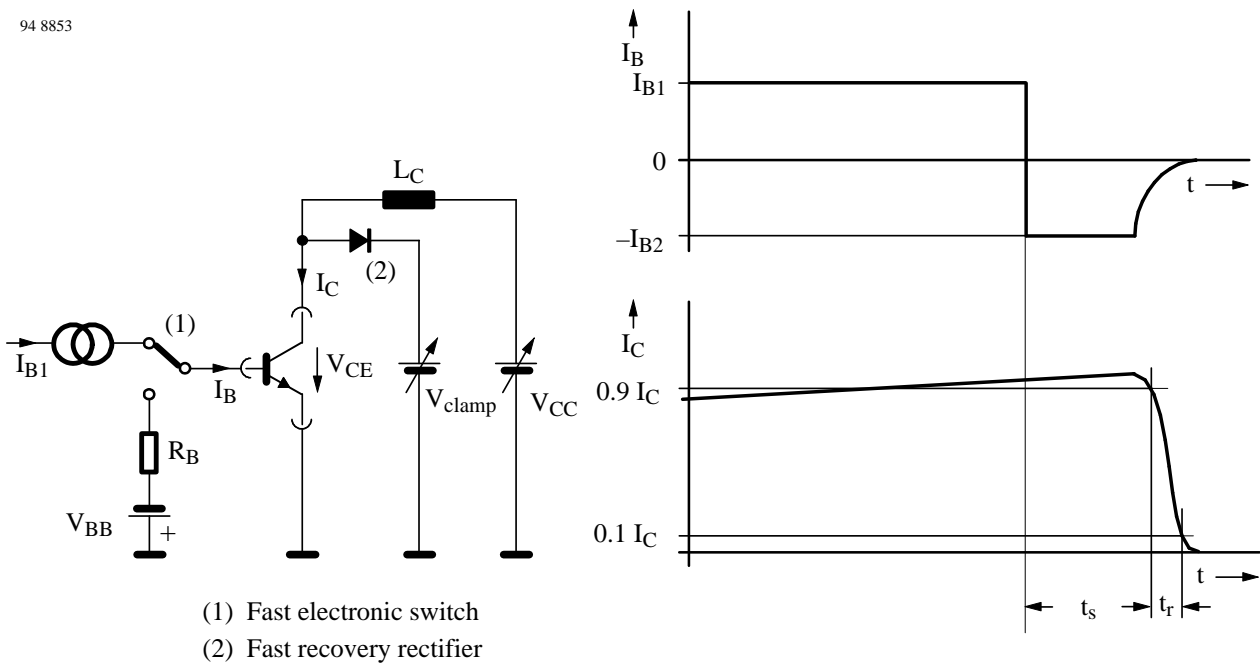 94 8853
I_B
I_B1
0
t
–I_B2
L_C
(2)
I_C
(1)
I_B1
I_B
V_CE
V_clamp
V_CC
R_B
V_BB
+
I_C
0.9 I_C
0.1 I_C
t
t_s
t_r
(1) Fast electronic switch
(2) Fast recovery rectifier